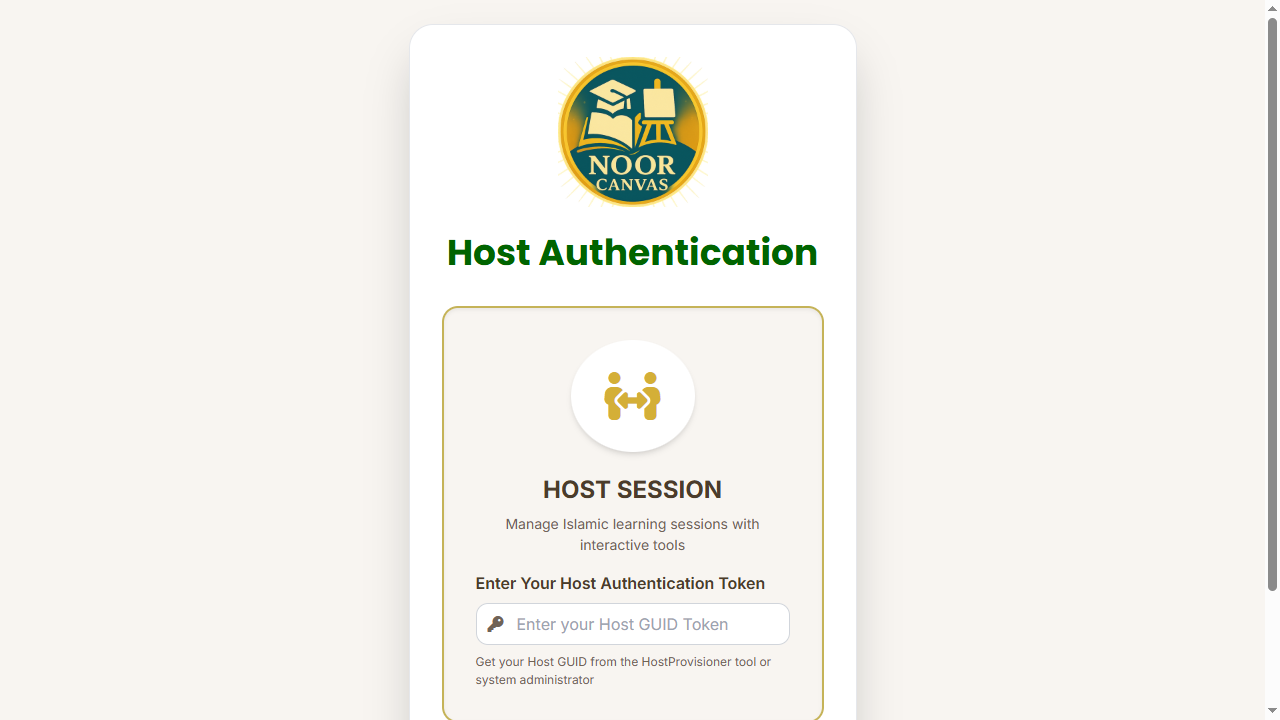 NOOR
CANVAS
Host Authentication
HOST SESSION
Manage Islamic learning sessions with
interactive tools
Enter Your Host Authentication Token
Enter your Host GUID Token
Get your Host GUID from the HostProvisioner tool or
system administrator